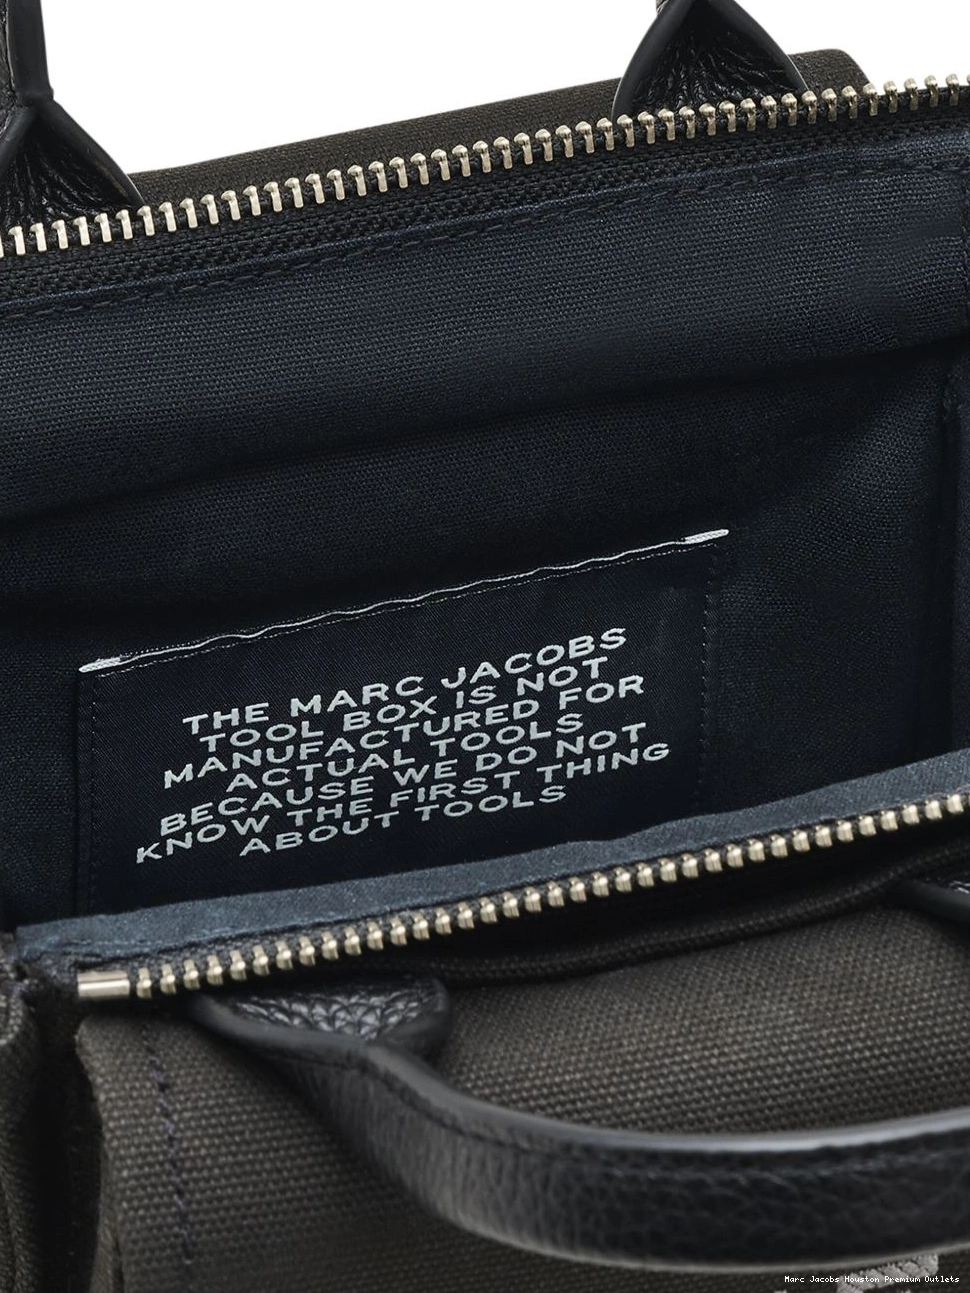 THE MARC JACOBS
TOOL BOX IS NOT
MANUFACTURED FOR
ACTUAL TOOLS
BECAUSE WE DO NOT
KNOW THE FIRST THING
ABOUT TOOLS
Marc Jacobs Houston Premium Outlets